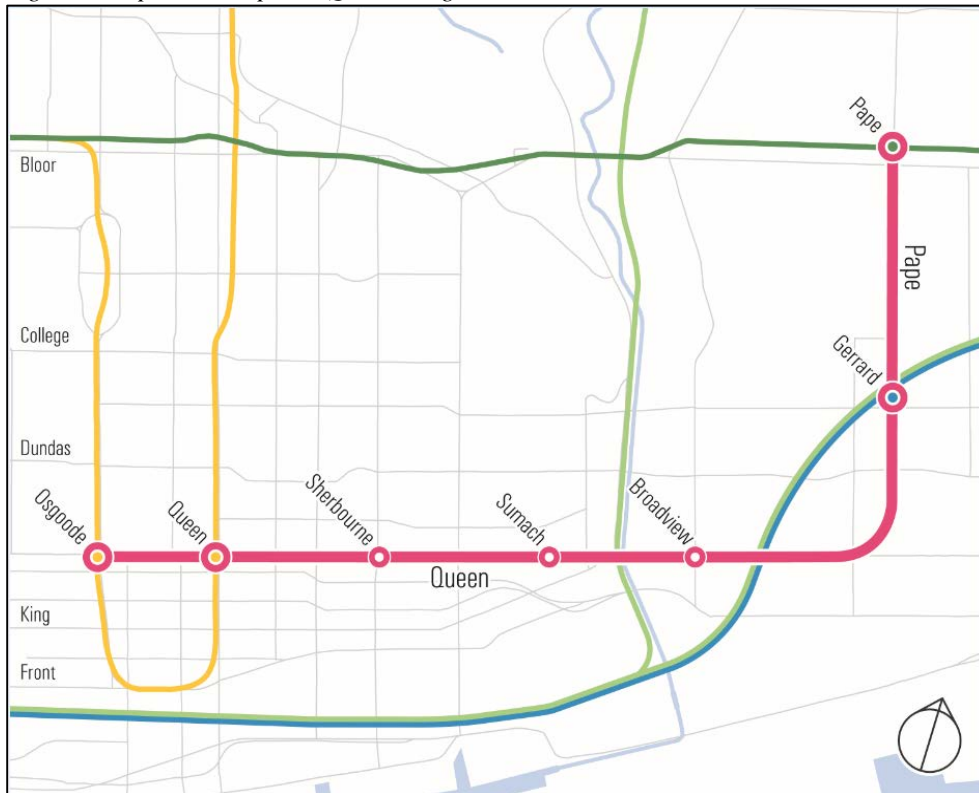 Pape
Bloor
Pape
College
Gerrard
Dundas
Osgoode
Queen
Sherbourne
Sumach
Broadview
Queen
King
Front